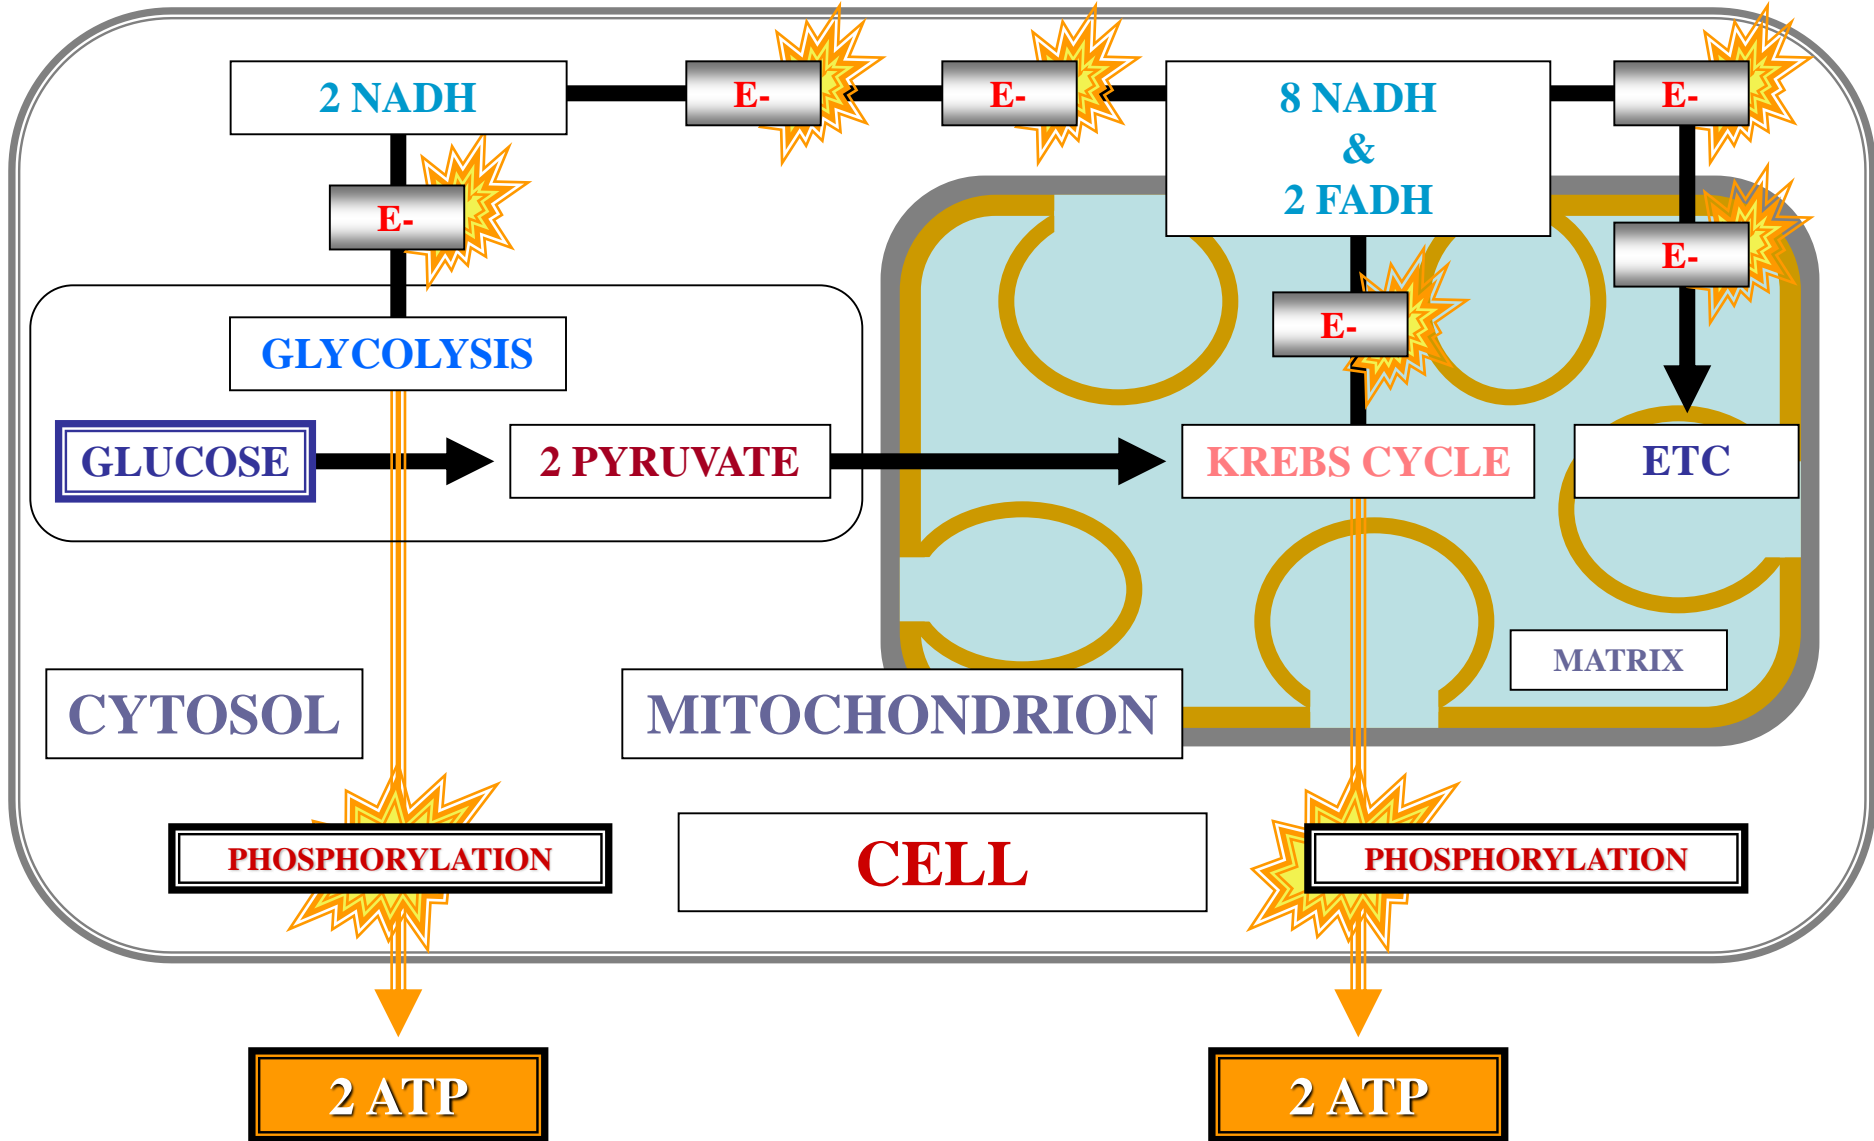 2 NADH
E-
E-
8 NADH
&
2 FADH
E-
E-
E-
E-
GLYCOLYSIS
GLUCOSE
2 PYRUVATE
KREBS CYCLE
ETC
MATRIX
CYTOSOL
MITOCHONDRION
PHOSPHORYLATION
CELL
PHOSPHORYLATION
2 ATP
2 ATP